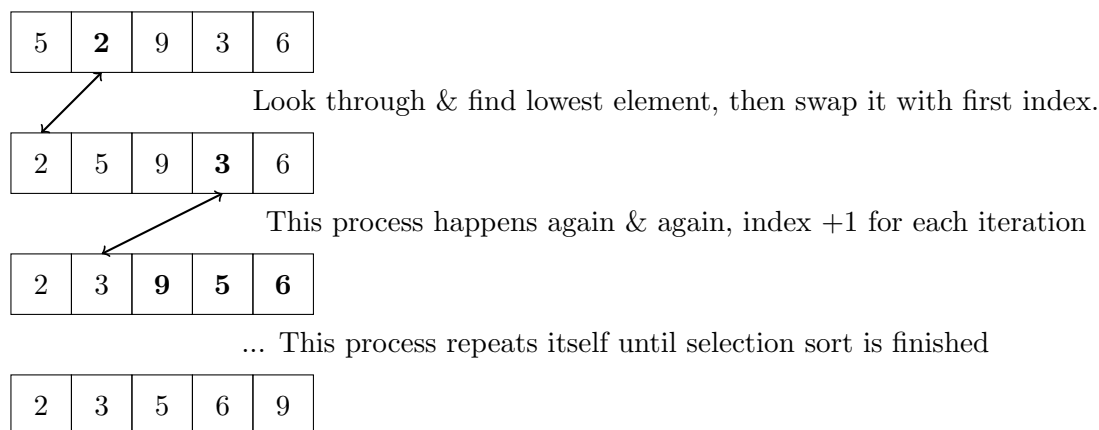 5 2 9 3 6
Look through & find lowest element, then swap it with first index.
2 5 9 3 6
This process happens again & again, index +1 for each iteration
2 3 9 5 6
... This process repeats itself until selection sort is finished
2 3 5 6 9